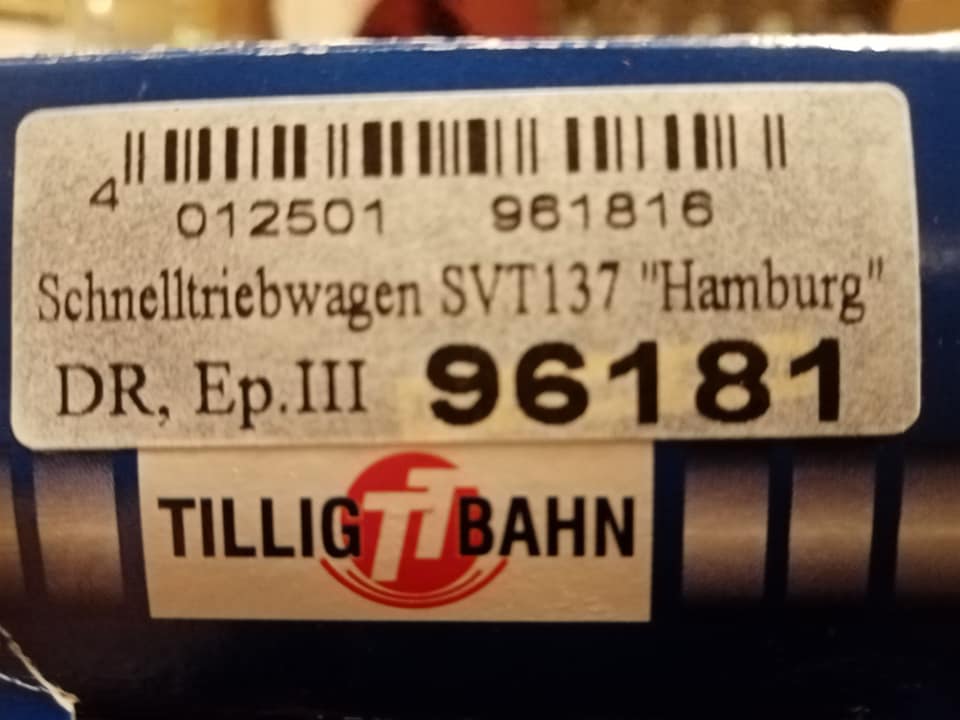 4 012501 961816
Schnelltriebwagen SVT137 "Hamburg"
DR, Ep.III 96181
TILLIG TT BAHN